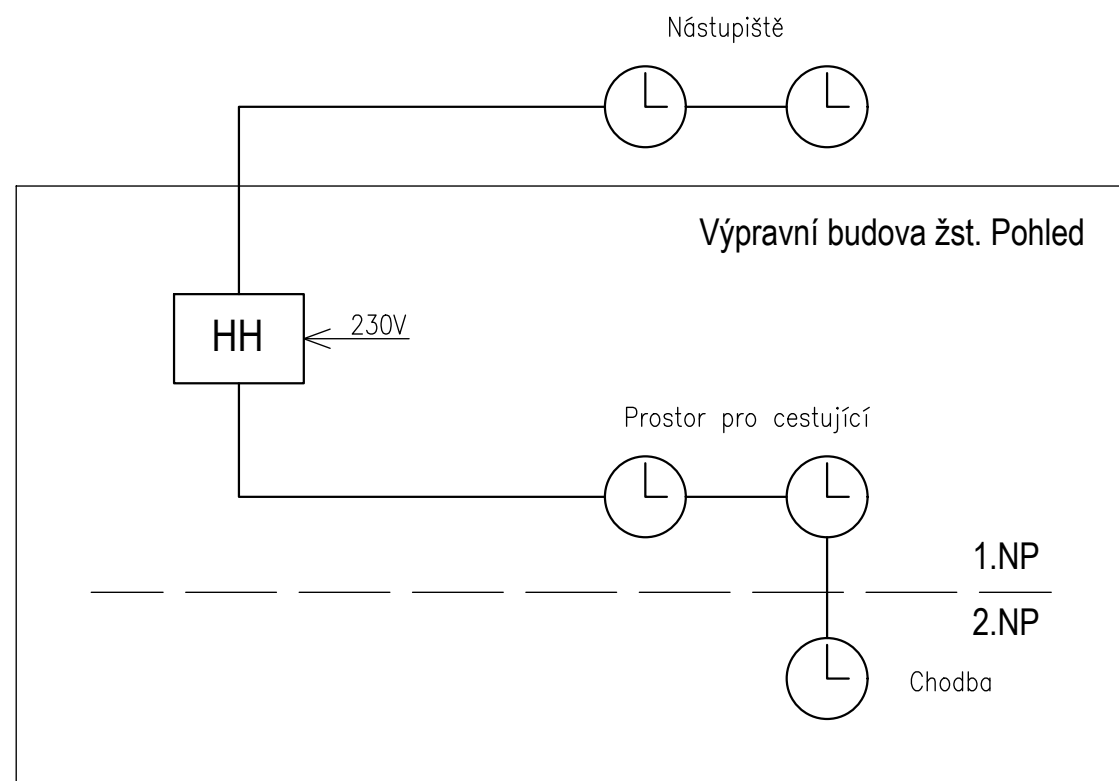 Nástupiště
Výpravní budova žst. Pohled
HH
230V
Prostor pro cestující
1.NP
2.NP
Chodba